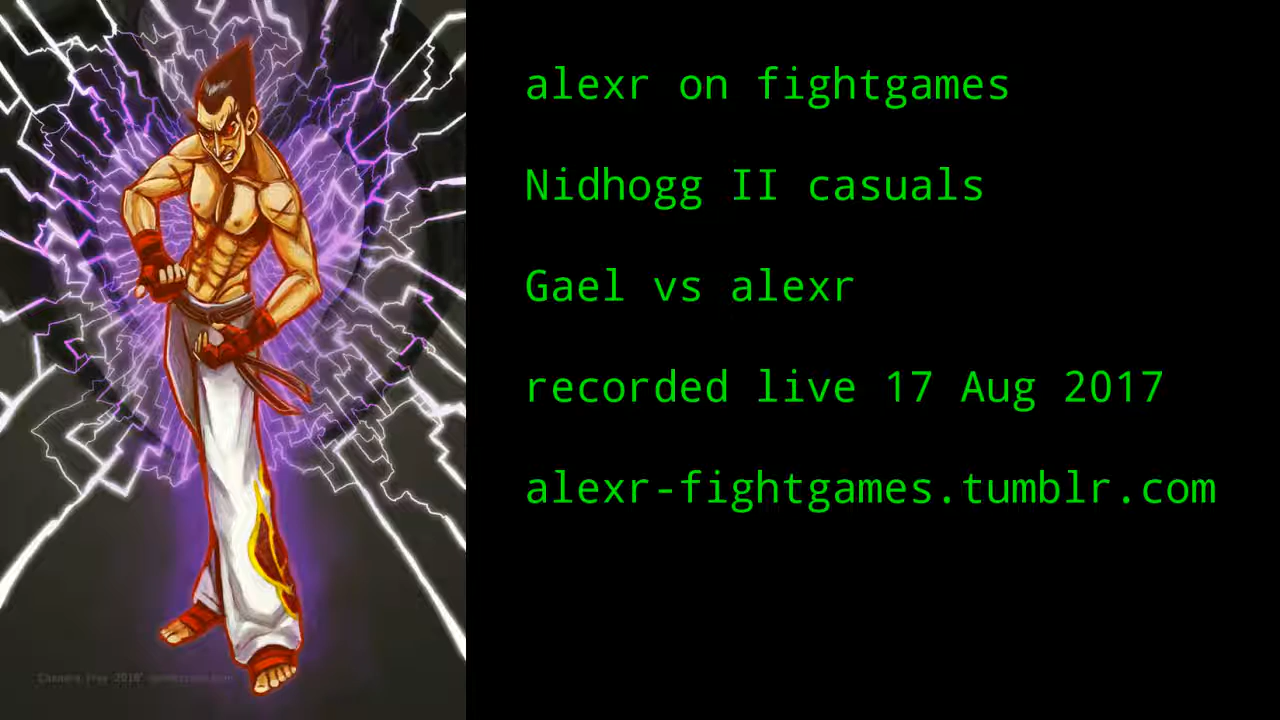 alexr on fightgames
Nidhogg II casuals
Gael vs alexr
recorded live 17 Aug 2017
alexr-fightgames.tumblr.com